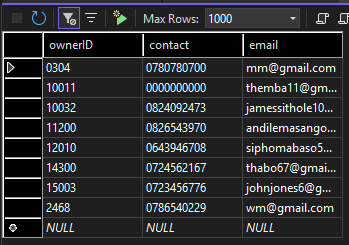 Max Rows: 1000
ownerID contact email
0304 0780780700 mm@gmail.com
10011 0000000000 themba11@gm...
10032 0824092473 jamessithole10...
11200 0826543970 andilemasango...
12010 0643946708 siphomabaso5...
14300 0724562167 thabo67@gmai...
15003 0723456776 johnjones6@g...
2468 0786540229 wm@gmail.com
NULL NULL NULL